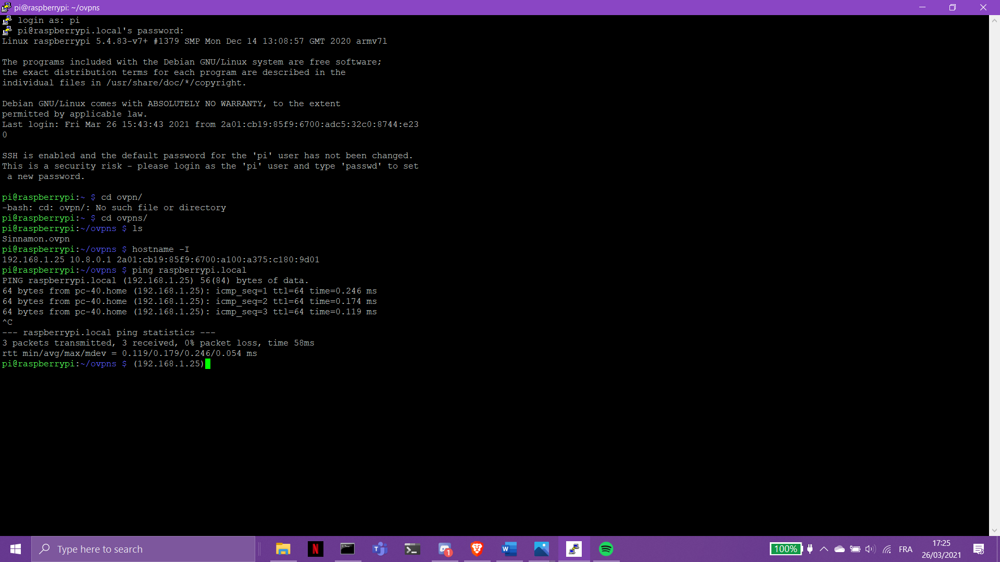 pi@raspberrypi: ~/ovpns
login as: pi
pi@raspberrypi.local's password:
Linux raspberrypi 5.4.83-v7+ #1379 SMP Mon Dec 14 13:08:57 GMT 2020 armv7l
The programs included with the Debian GNU/Linux system are free software;
the exact distribution terms for each program are described in the
individual files in /usr/share/doc/*/copyright.
Debian GNU/Linux comes with ABSOLUTELY NO WARRANTY, to the extent
permitted by applicable law.
Last login: Fri Mar 26 15:43:43 2021 from 2a01:cb19:85f9:6700:adc5:32c0:8744:e23
0
SSH is enabled and the default password for the 'pi' user has not been changed.
This is a security risk - please login as the 'pi' user and type 'passwd' to set
 a new password.
pi@raspberrypi:~ $ cd ovpn/
-bash: cd: ovpn/: No such file or directory
pi@raspberrypi:~ $ cd ovpns/
pi@raspberrypi:~/ovpns $ ls
Sinnamon.ovpn
pi@raspberrypi:~/ovpns $ hostname -I
192.168.1.25 10.8.0.1 2a01:cb19:85f9:6700:a100:a375:c180:9d01
pi@raspberrypi:~/ovpns $ ping raspberrypi.local
PING raspberrypi.local (192.168.1.25) 56(84) bytes of data.
64 bytes from pc-40.home (192.168.1.25): icmp_seq=1 ttl=64 time=0.246 ms
64 bytes from pc-40.home (192.168.1.25): icmp_seq=2 ttl=64 time=0.174 ms
64 bytes from pc-40.home (192.168.1.25): icmp_seq=3 ttl=64 time=0.119 ms
^C
--- raspberrypi.local ping statistics ---
3 packets transmitted, 3 received, 0% packet loss, time 58ms
rtt min/avg/max/mdev = 0.119/0.179/0.246/0.054 ms
pi@raspberrypi:~/ovpns $ (192.168.1.25)
Type here to search
100%
FRA
17:25
26/03/2021